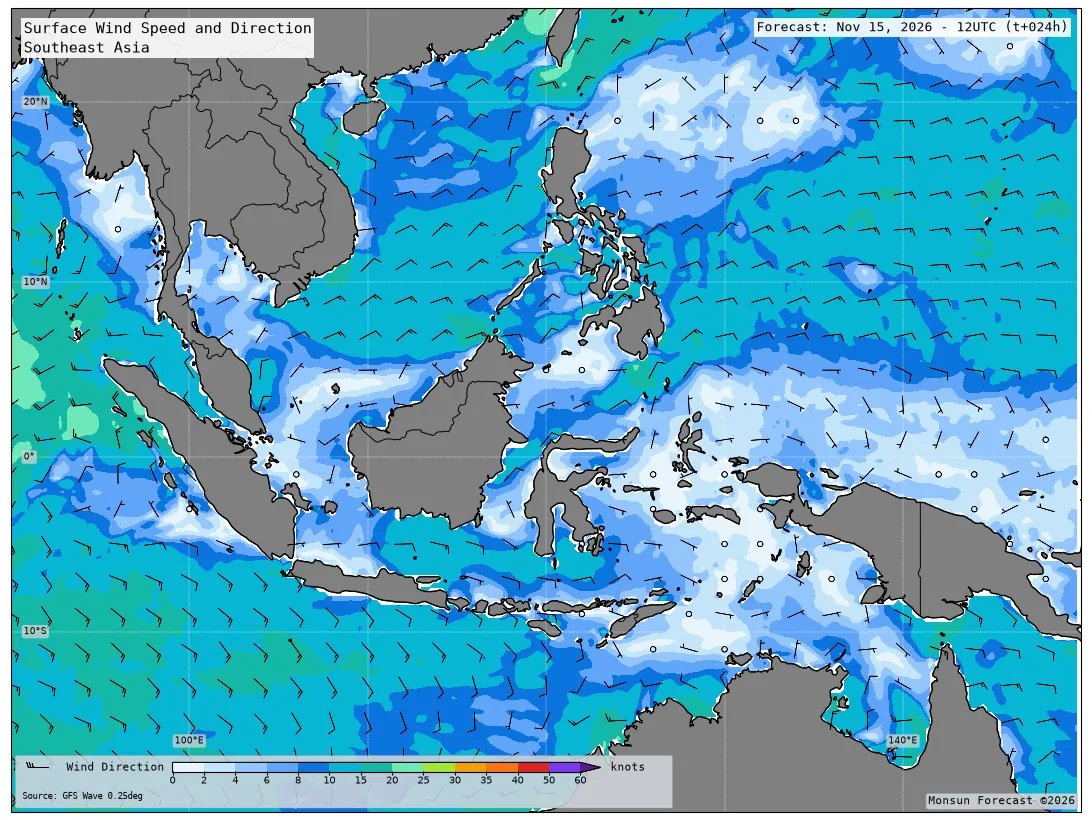 Surface Wind Speed and Direction
Southeast Asia
Forecast: Nov 15, 2026 - 12UTC (t+024h)
20°N
10°N
0°
10°S
100°E
140°E
Wind Direction
0 2 4 6 8 10 15 20 25 30 35 40 50 60
knots
Source: GFS Wave 0.25deg
Monsun Forecast ©2026